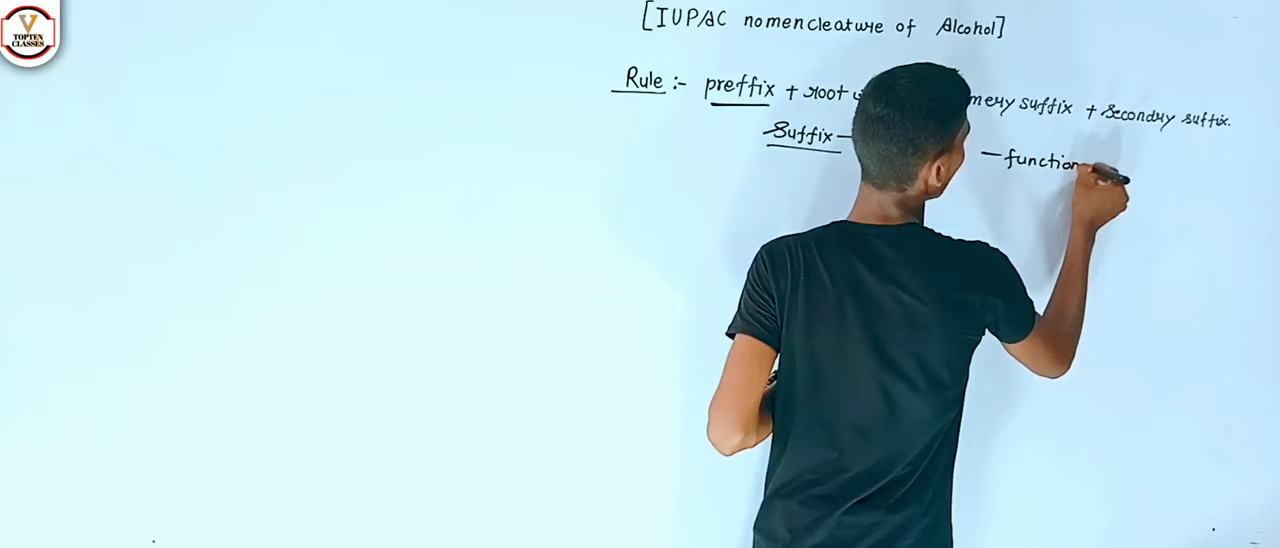 V
TOPTEN
CLASSES
[IUPAC nomencleature of Alcohol]
Rule :- preffix + root mery suffix + secondry suffix.
Suffix — — function